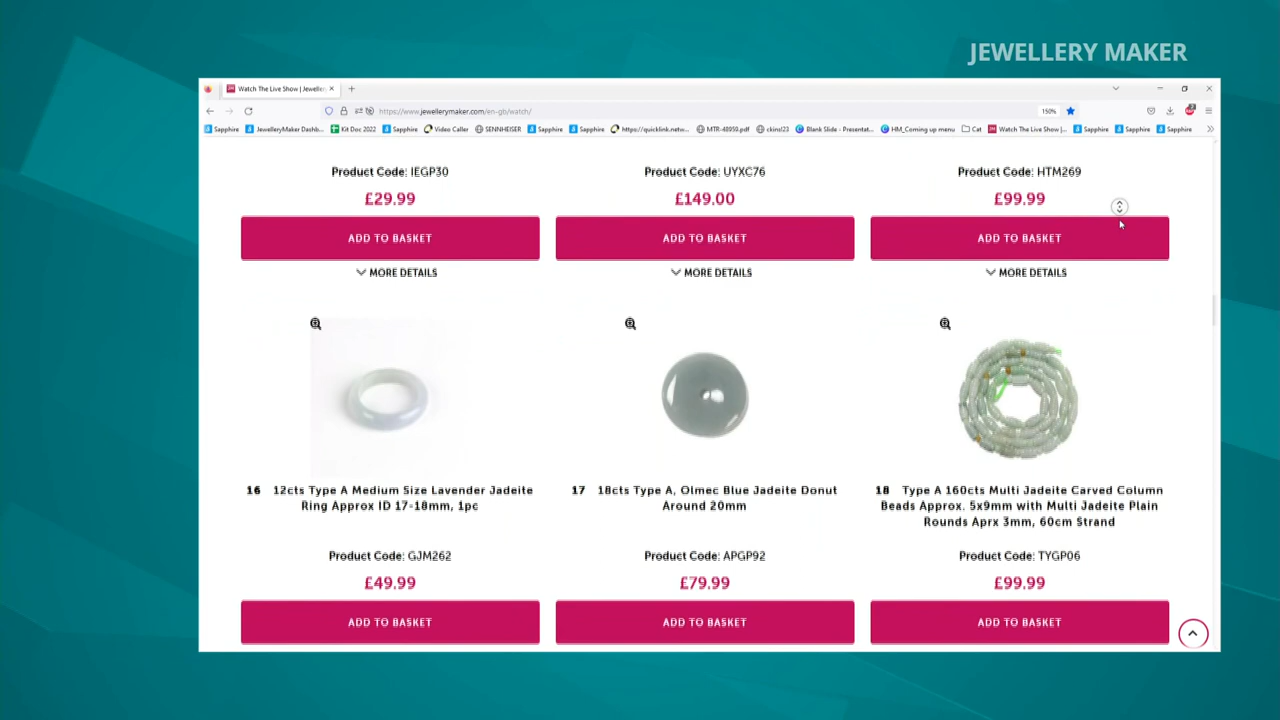 JEWELLERY MAKER
Watch The Live Show | Jewelle
https://www.jewellerymaker.com/en-gb/watch/
150%
Sapphire
JewelleryMaker Dashb...
Kit Doc 2022
Sapphire
Video Caller
SENNHEISER
Sapphire
Sapphire
https://quicklink.netw...
MTR-48959.pdf
ckinsl23
Blank Slide - Presentat...
HM_Coming up menu
Cat
Watch The Live Show |...
Sapphire
Sapphire
Sapphire
Product Code: IEGP30
Product Code: UYXC76
Product Code: HTM269
£29.99
£149.00
£99.99
ADD TO BASKET
ADD TO BASKET
ADD TO BASKET
MORE DETAILS
MORE DETAILS
MORE DETAILS
16 12cts Type A Medium Size Lavender Jadeite
Ring Approx ID 17-18mm, 1pc
17 18cts Type A, Olmec Blue Jadeite Donut
Around 20mm
18 Type A 160cts Multi Jadeite Carved Column
Beads Approx. 5x9mm with Multi Jadeite Plain
Rounds Aprx 3mm, 60cm Strand
Product Code: GJM262
Product Code: APGP92
Product Code: TYGP06
£49.99
£79.99
£99.99
ADD TO BASKET
ADD TO BASKET
ADD TO BASKET